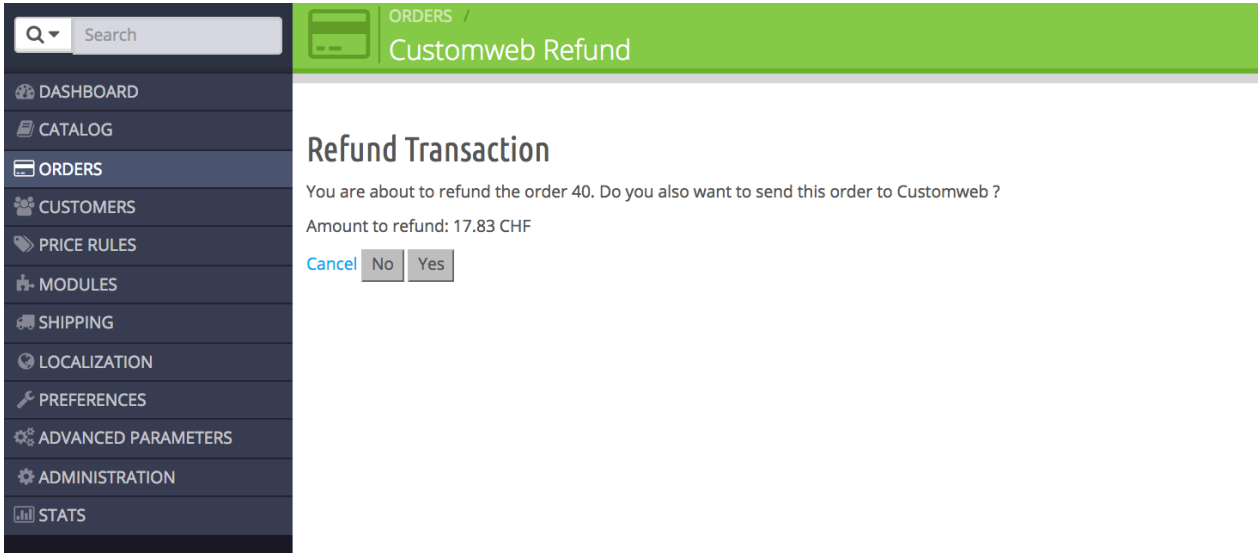 Search
DASHBOARD
CATALOG
ORDERS
CUSTOMERS
PRICE RULES
MODULES
SHIPPING
LOCALIZATION
PREFERENCES
ADVANCED PARAMETERS
ADMINISTRATION
STATS
ORDERS /
Customweb Refund
Refund Transaction
You are about to refund the order 40. Do you also want to send this order to Customweb ?
Amount to refund: 17.83 CHF
Cancel No Yes